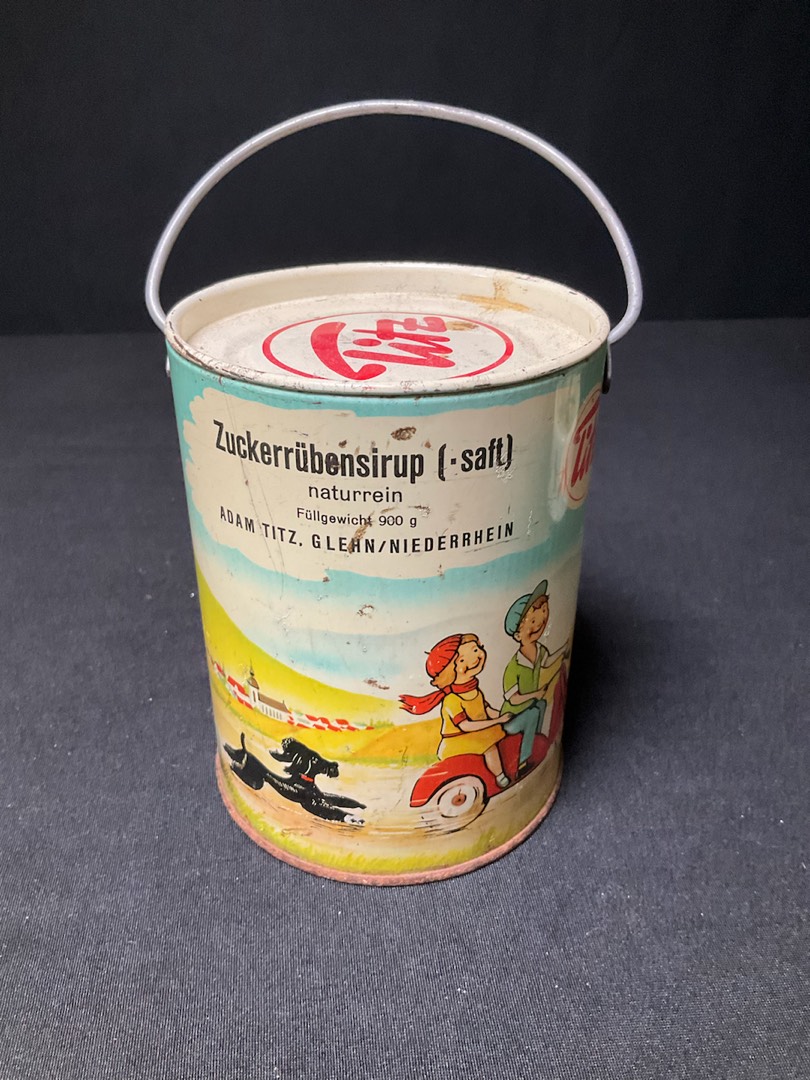 Titz
Zuckerrübensirup (-saft)
naturrein
Füllgewicht 900 g
ADAM TITZ, GLEHN/NIEDERRHEIN